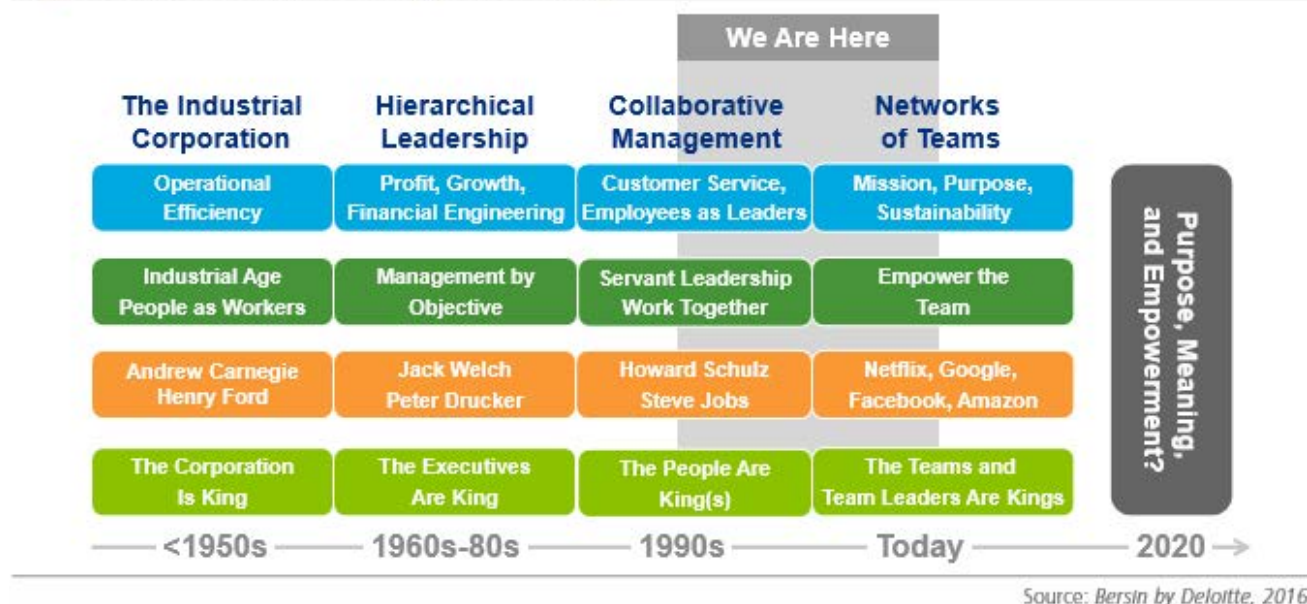 We Are Here
The Industrial
Corporation
Hierarchical
Leadership
Collaborative
Management
Networks
of Teams
Operational
Efficiency
Profit, Growth,
Financial Engineering
Customer Service,
Employees as Leaders
Mission, Purpose,
Sustainability
Industrial Age
People as Workers
Management by
Objective
Servant Leadership
Work Together
Empower the
Team
Andrew Carnegie
Henry Ford
Jack Welch
Peter Drucker
Howard Schulz
Steve Jobs
Netflix, Google,
Facebook, Amazon
The Corporation
Is King
The Executives
Are King
The People Are
King(s)
The Teams and
Team Leaders Are Kings
Purpose, Meaning,
and Empowerment?
<1950s
1960s-80s
1990s
Today
2020
Source: Bersin by Deloitte, 2016